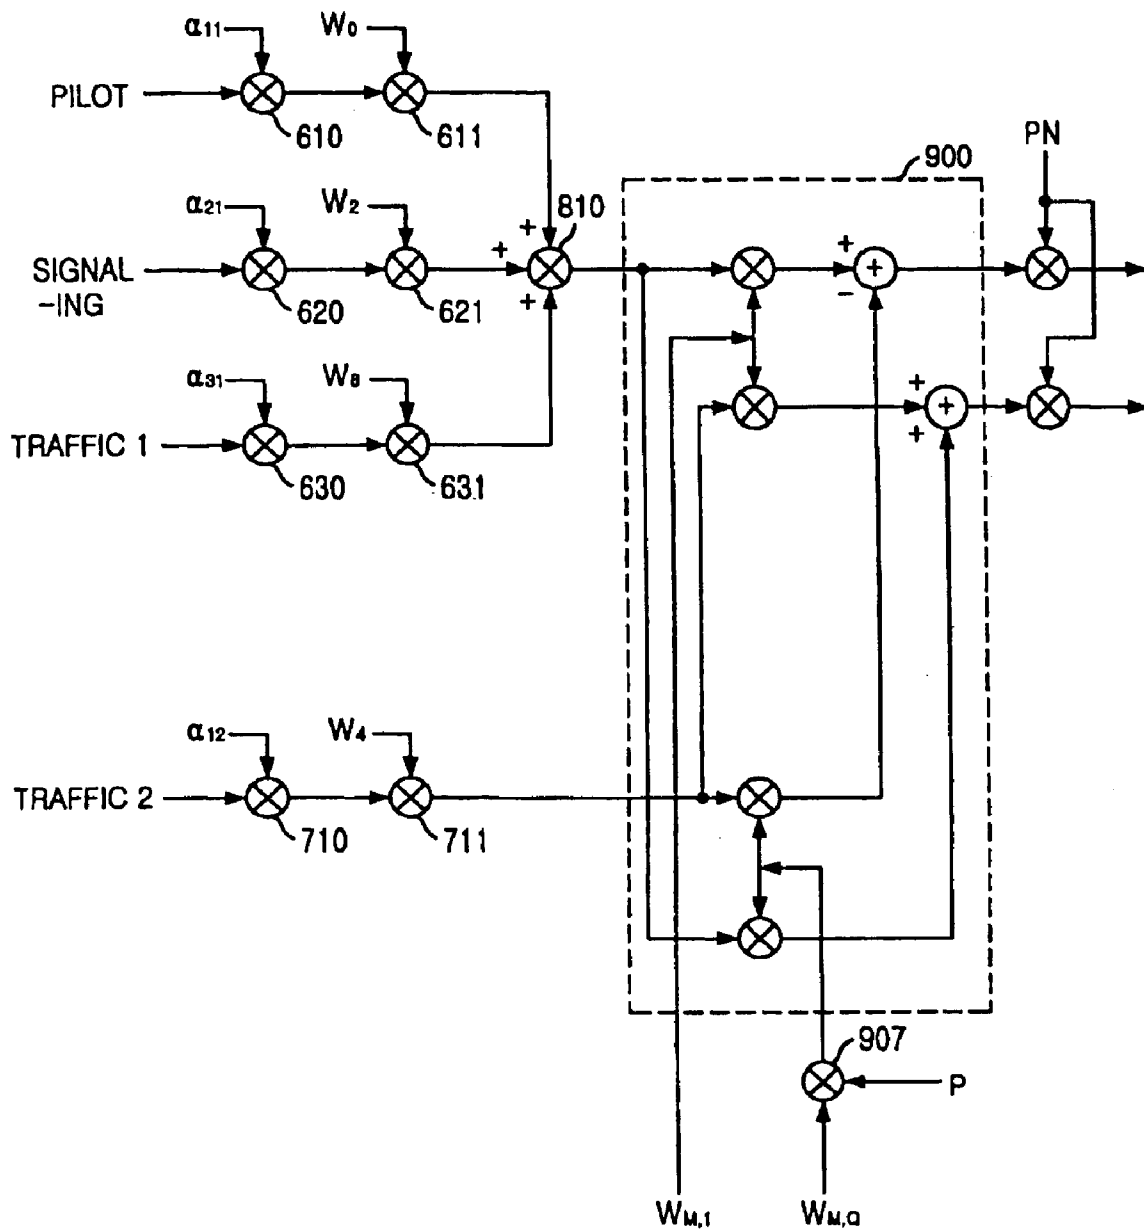 α11
W0
PILOT
610
611
PN
900
α21
W2
810
+
+
+
SIGNAL
-ING
620
621
+
-
α31
W8
+
+
TRAFFIC 1
630
631
α12
W4
TRAFFIC 2
710
711
907
P
WM,1
WM,Q